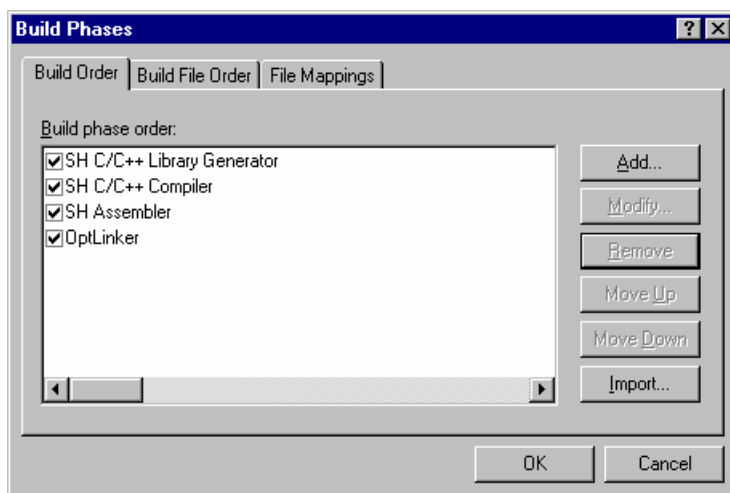 Build Phases
Build Order
Build File Order
File Mappings
Build phase order:
SH C/C++ Library Generator
SH C/C++ Compiler
SH Assembler
OptLinker
Add...
Modify...
Remove
Move Up
Move Down
Import...
OK
Cancel